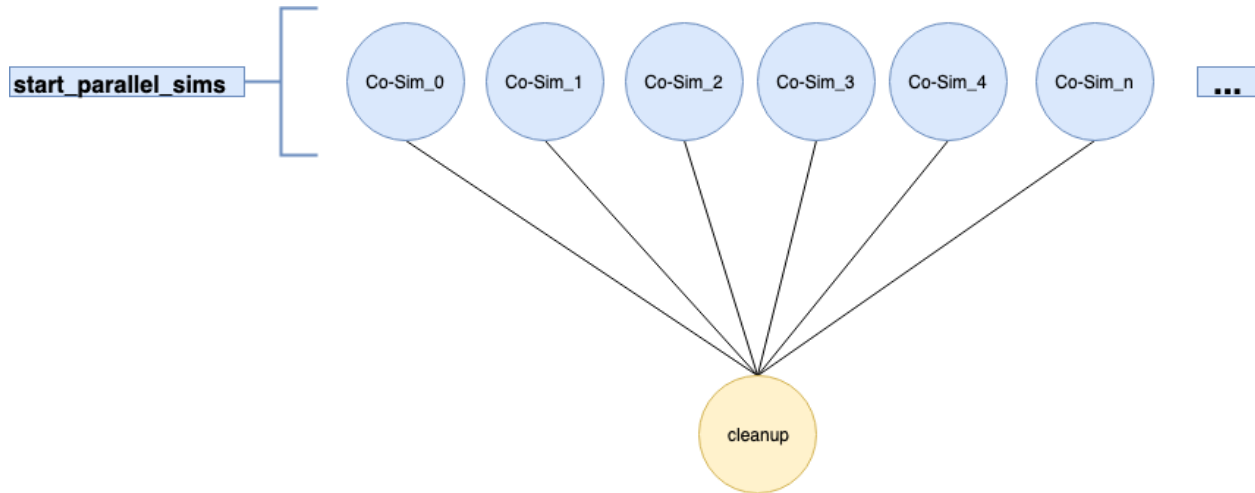 start_parallel_sims
Co-Sim_0
Co-Sim_1
Co-Sim_2
Co-Sim_3
Co-Sim_4
Co-Sim_n
...
cleanup